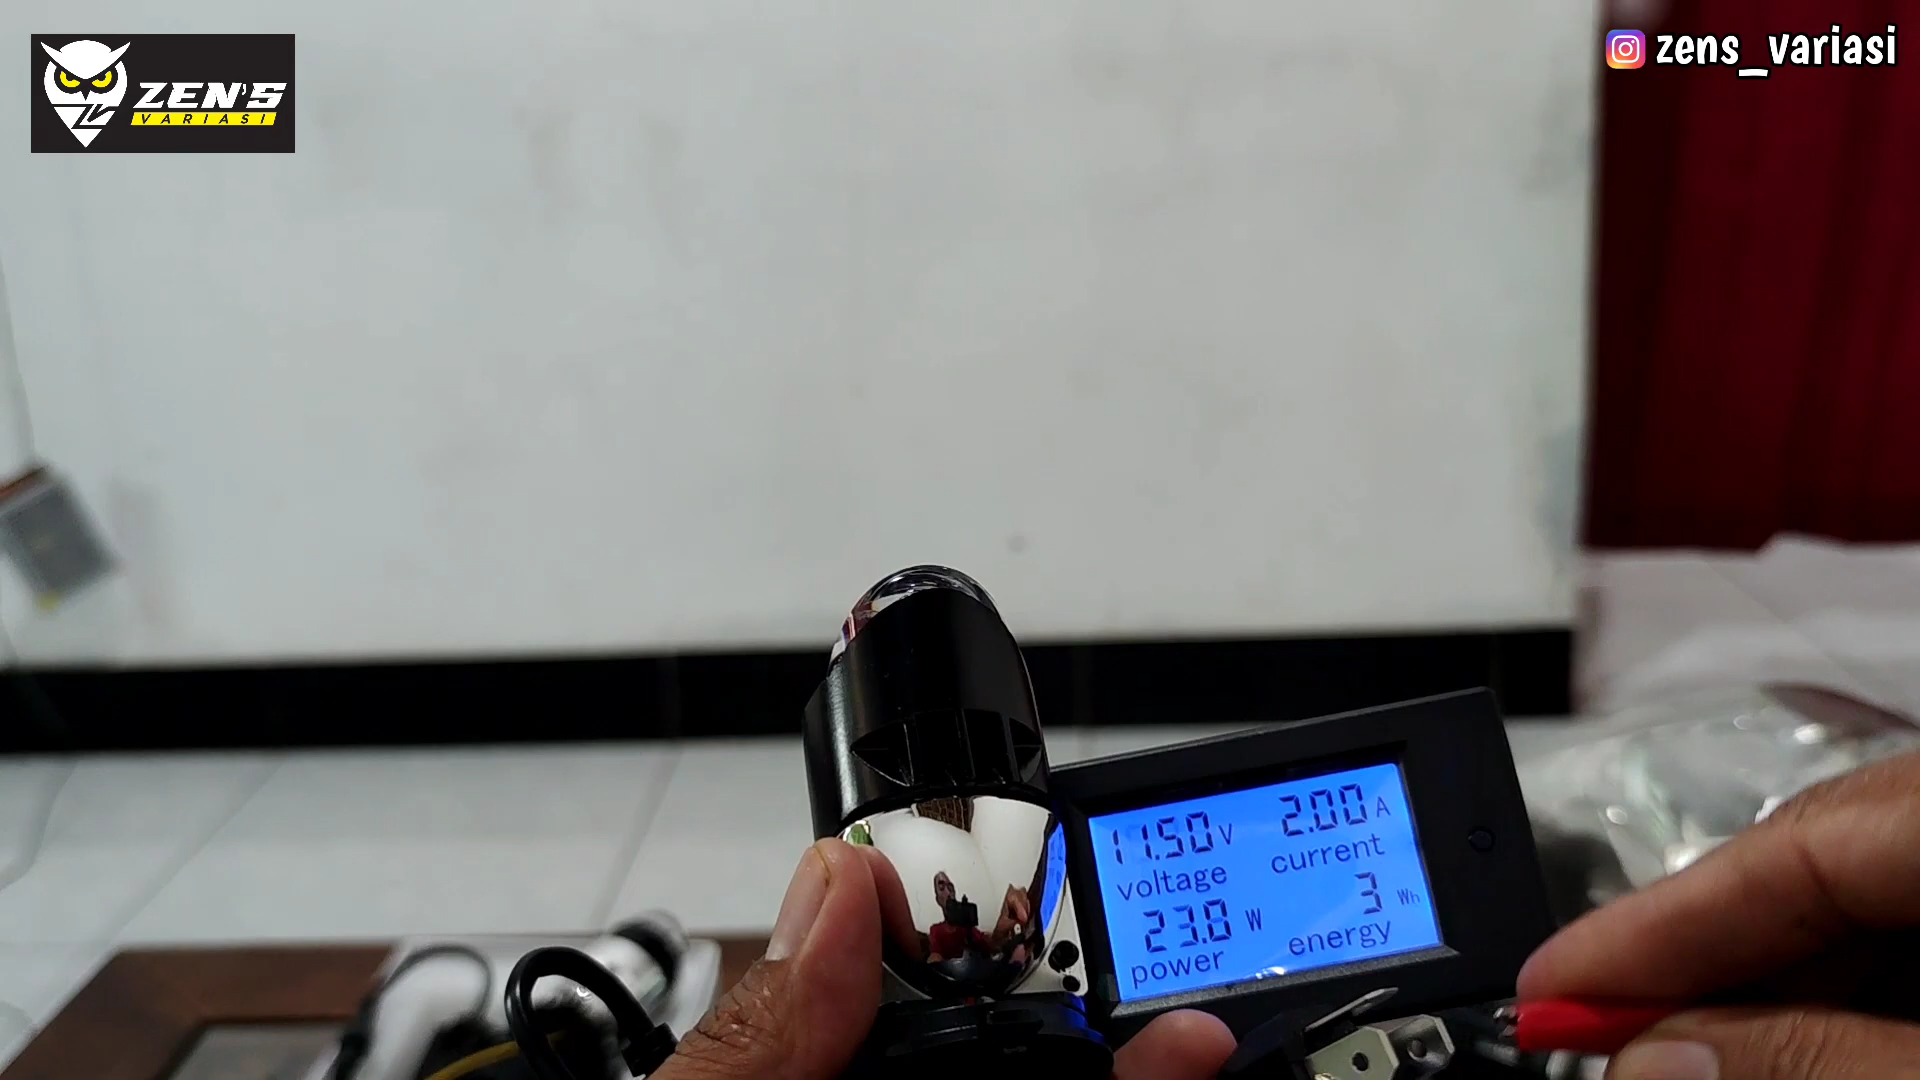 ZEN'S
VARIASI
zens_variasi
11.50 V 2.00 A
voltage current
23.8 W 3 Wh
power energy